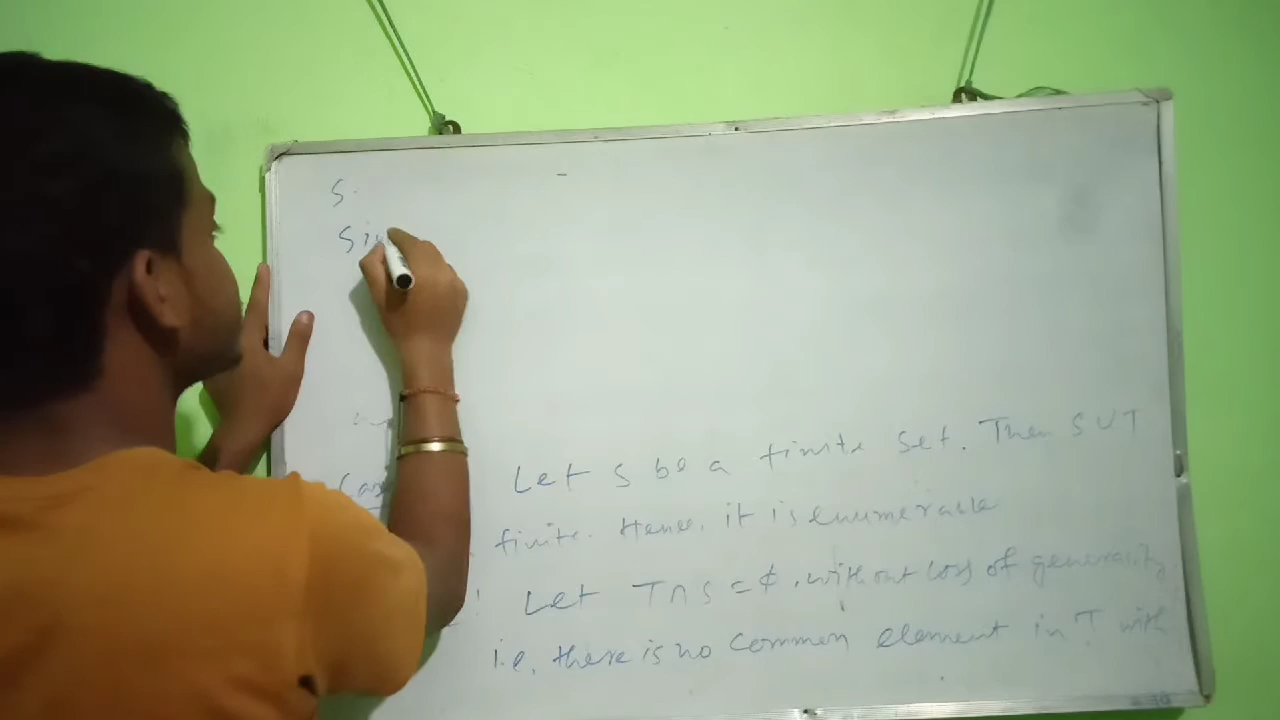 S.
Sin
Cas Let S be a finite set. Then S U T
finite. Hence, it is enumerable
! Let T ∩ S = ϕ, without loss of generality
i.e. there is no common element in T with